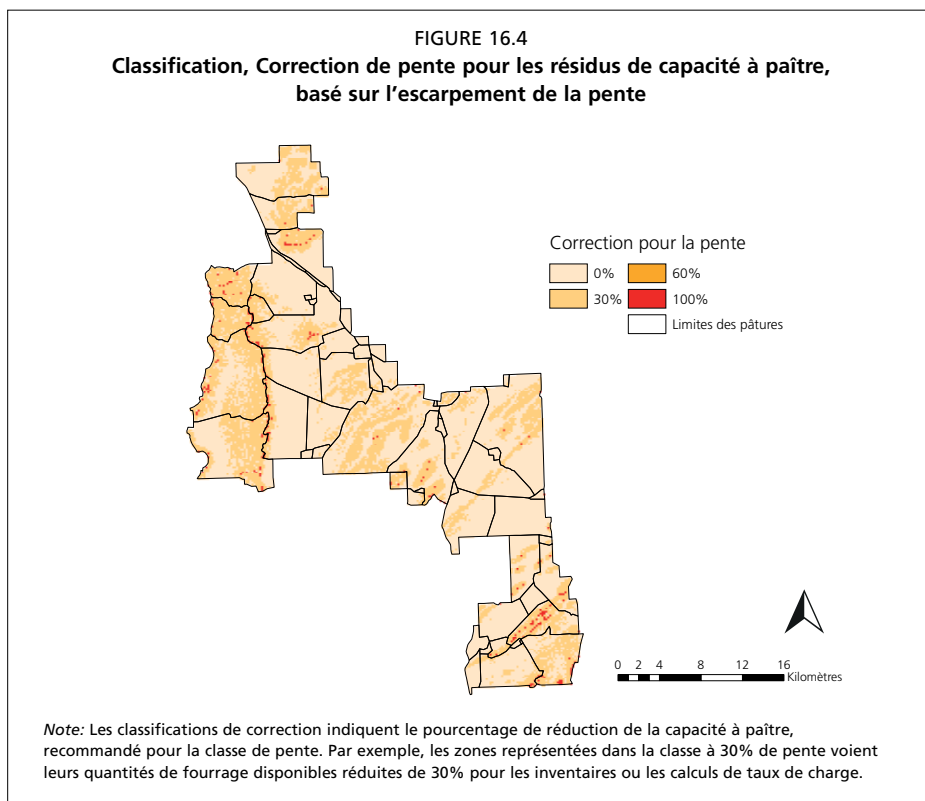 FIGURE 16.4
Classification, Correction de pente pour les résidus de capacité à paître,
basé sur l'escarpement de la pente
Correction pour la pente
0% 60%
30% 100%
Limites des pâtures
0 2 4 8 12 16
Kilomètres
Note: Les classifications de correction indiquent le pourcentage de réduction de la capacité à paître,
recommandé pour la classe de pente. Par exemple, les zones représentées dans la classe à 30% de pente voient
leurs quantités de fourrage disponibles réduites de 30% pour les inventaires ou les calculs de taux de charge.